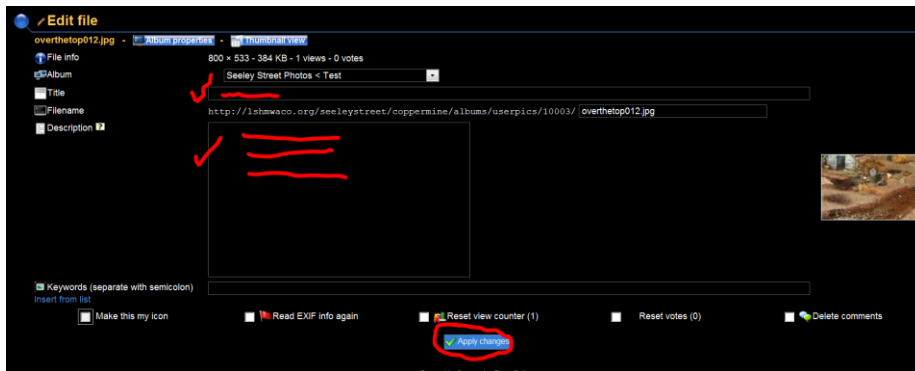 Edit file
overthetop012.jpg - Album properties - Thumbnail view
File info 800 × 533 - 384 KB - 1 views - 0 votes
Album Seeley Street Photos < Test
Title
Filename http://lshmwaco.org/seeleystreet/coppermine/albums/userpics/10003/ overthetop012.jpg
Description ?
Keywords (separate with semicolon)
Insert from list
Make this my icon Read EXIF info again Reset view counter (1) Reset votes (0) Delete comments
Apply changes